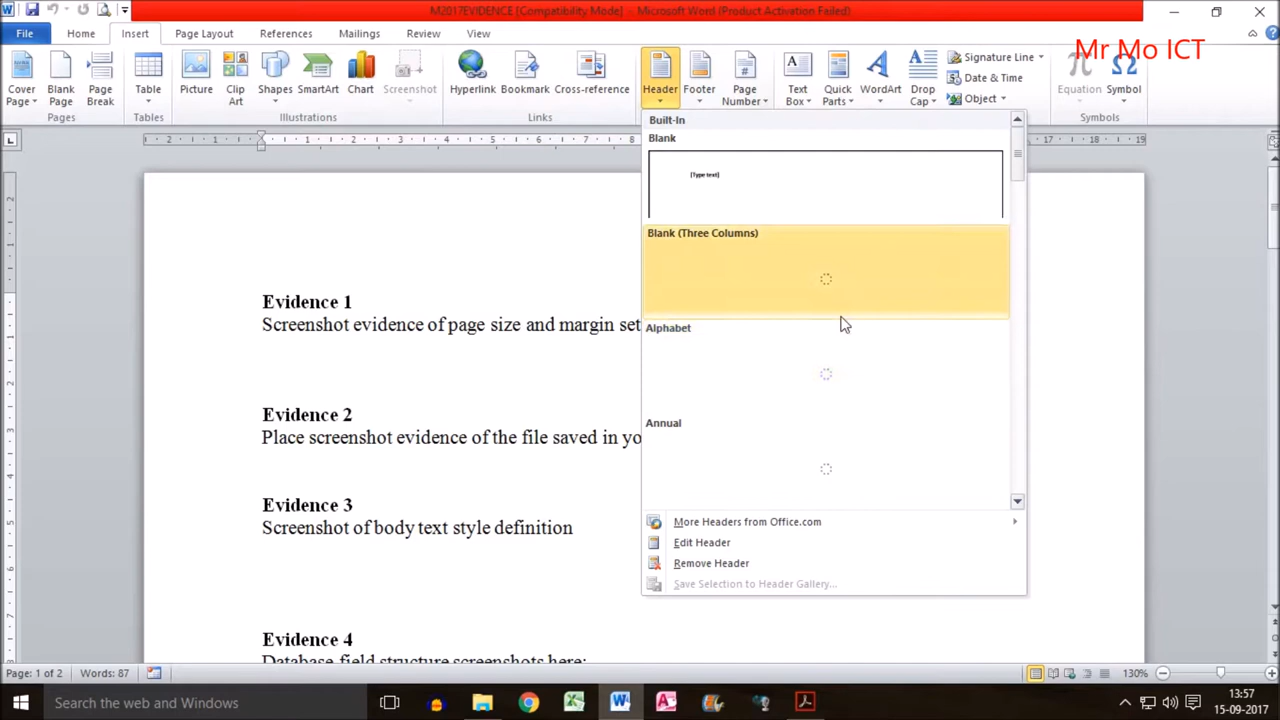 M2017EVIDENCE [Compatibility Mode] - Microsoft Word (Product Activation Failed)
File Home Insert Page Layout References Mailings Review View
Mr Mo ICT
Cover Page
Blank Page
Page Break
Table
Picture
Clip Art
Shapes
SmartArt
Chart
Screenshot
Hyperlink
Bookmark
Cross-reference
Header
Footer
Page Number
Text Box
Quick Parts
WordArt
Drop Cap
Signature Line
Date & Time
Object
Equation
Symbol
Pages
Tables
Illustrations
Links
Symbols
Built-In
Blank
[Type text]
Blank (Three Columns)
Alphabet
Annual
More Headers from Office.com
Edit Header
Remove Header
Save Selection to Header Gallery...
Evidence 1
Screenshot evidence of page size and margin set
Evidence 2
Place screenshot evidence of the file saved in yo
Evidence 3
Screenshot of body text style definition
Evidence 4
Database field structure screenshots here:
Page: 1 of 2 Words: 87
130%
Search the web and Windows
13:57
15-09-2017